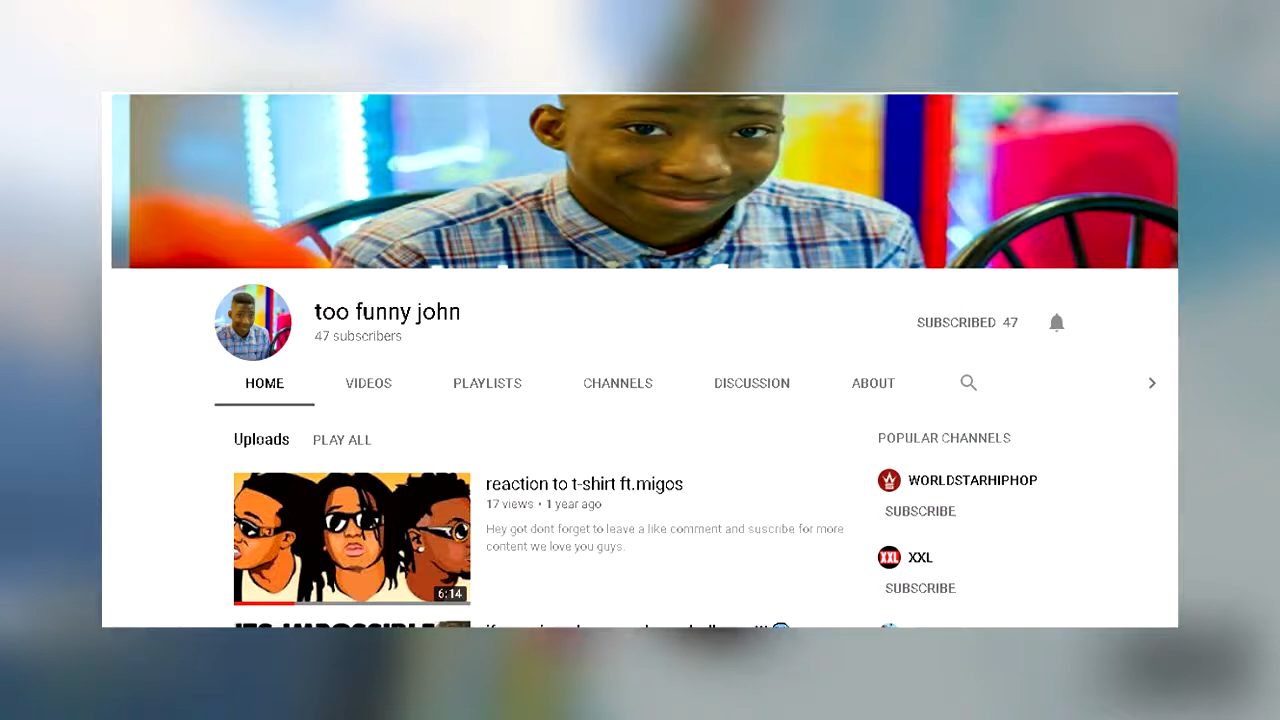 too funny john
47 subscribers
SUBSCRIBED 47
HOME
VIDEOS
PLAYLISTS
CHANNELS
DISCUSSION
ABOUT
Uploads
PLAY ALL
reaction to t-shirt ft.migos
17 views • 1 year ago
Hey got dont forget to leave a like comment and suscribe for more
content we love you guys.
6:14
ITS IMPOSSIBLE
POPULAR CHANNELS
WORLDSTARHIPHOP
SUBSCRIBE
XXL
XXL
SUBSCRIBE